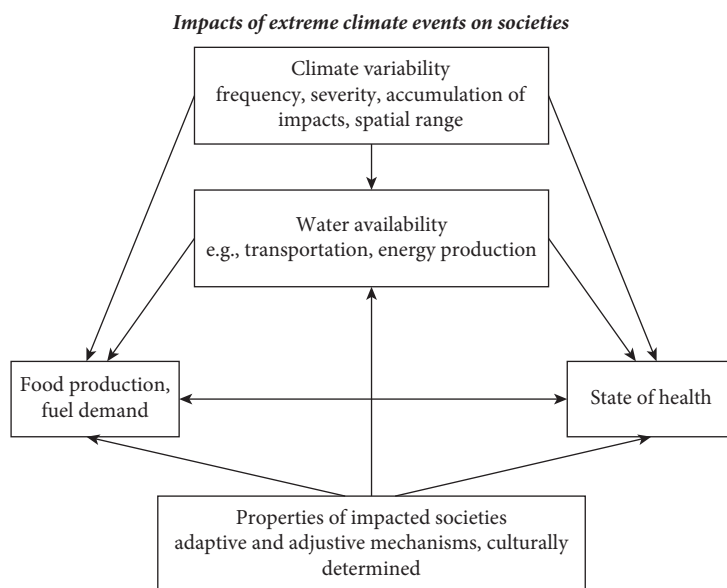 Impacts of extreme climate events on societies
Climate variability
frequency, severity, accumulation of
impacts, spatial range
Water availability
e.g., transportation, energy production
Food production,
fuel demand
State of health
Properties of impacted societies
adaptive and adjustive mechanisms, culturally
determined